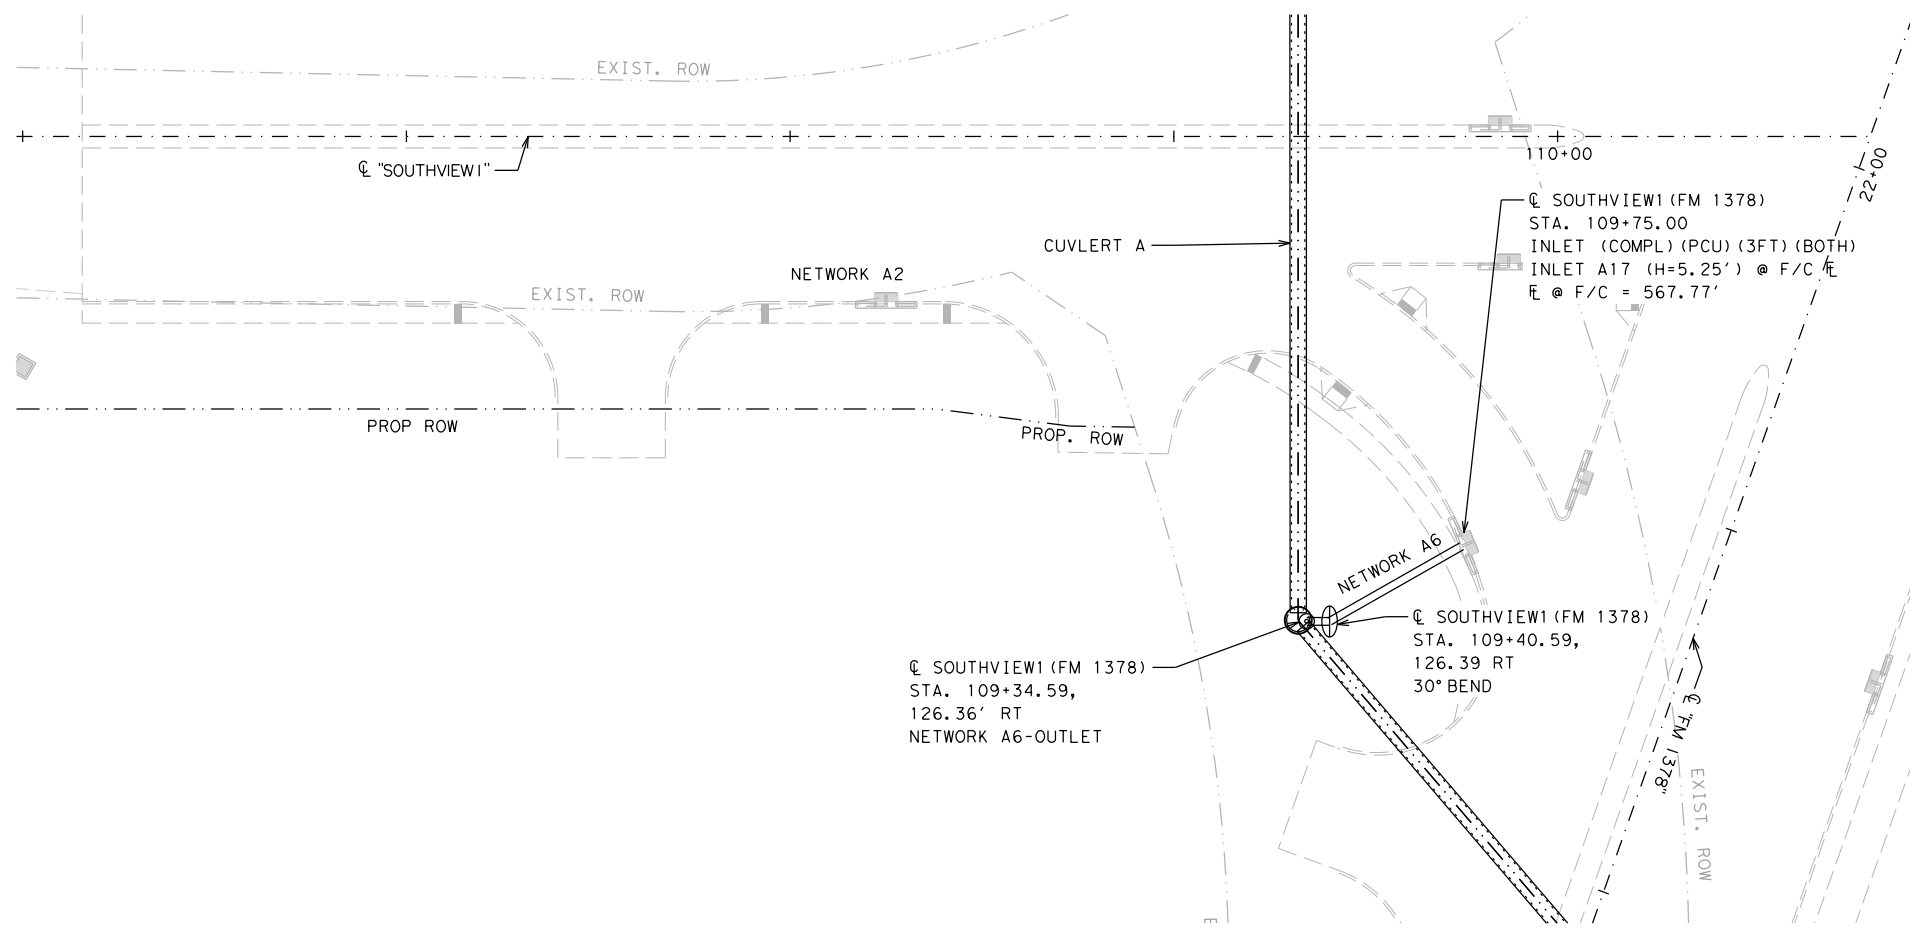 EXIST. ROW
℄ "SOUTHVIEW1"
110+00
22+00
℄ SOUTHVIEW1(FM 1378)
STA. 109+75.00
INLET (COMPL)(PCU)(3FT)(BOTH)
INLET A17 (H=5.25') @ F/C ⅊
⅊ @ F/C = 567.77'
CUVLERT A
NETWORK A2
EXIST. ROW
PROP ROW
PROP. ROW
NETWORK A6
℄ SOUTHVIEW1(FM 1378)
STA. 109+40.59,
126.39 RT
30° BEND
℄ SOUTHVIEW1(FM 1378)
STA. 109+34.59,
126.36' RT
NETWORK A6-OUTLET
℄ "FM 1378"
EXIST. ROW